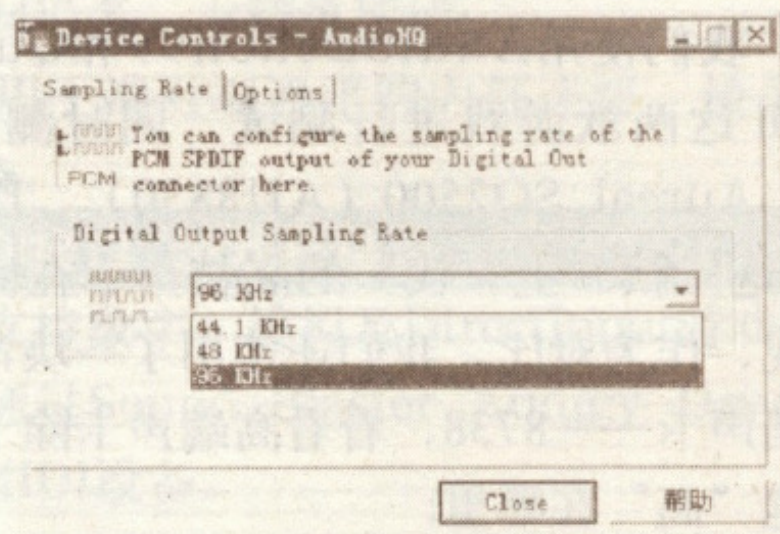 Device Controls - AudioHQ
Sampling Rate
Options
You can configure the sampling rate of the
PCM SPDIF output of your Digital Out
connector here.
PCM
Digital Output Sampling Rate
96 KHz
44.1 KHz
48 KHz
96 KHz
Close
帮助